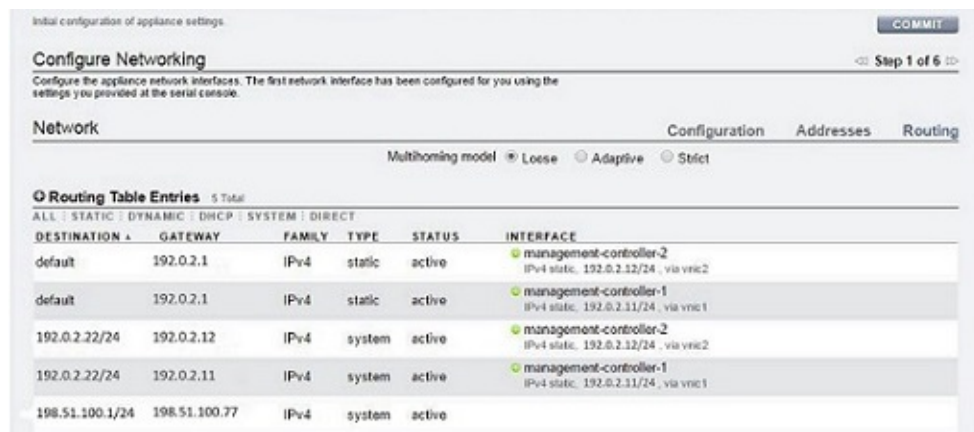 Initial configuration of appliance settings.
COMMIT
Configure Networking
Step 1 of 6
Configure the appliance network interfaces. The first network interface has been configured for you using the
settings you provided at the serial console.
Network
Configuration Addresses Routing
Multihoming model Loose Adaptive Strict
Routing Table Entries 5 Total
ALL | STATIC | DYNAMIC | DHCP | SYSTEM | DIRECT
DESTINATION GATEWAY FAMILY TYPE STATUS INTERFACE
default 192.0.2.1 IPv4 static active management-controller-2
IPv4 static, 192.0.2.12/24 , via vnic2
default 192.0.2.1 IPv4 static active management-controller-1
IPv4 static, 192.0.2.11/24 , via vnic1
192.0.2.22/24 192.0.2.12 IPv4 system active management-controller-2
IPv4 static, 192.0.2.12/24 , via vnic2
192.0.2.22/24 192.0.2.11 IPv4 system active management-controller-1
IPv4 static, 192.0.2.11/24 , via vnic1
198.51.100.1/24 198.51.100.77 IPv4 system active